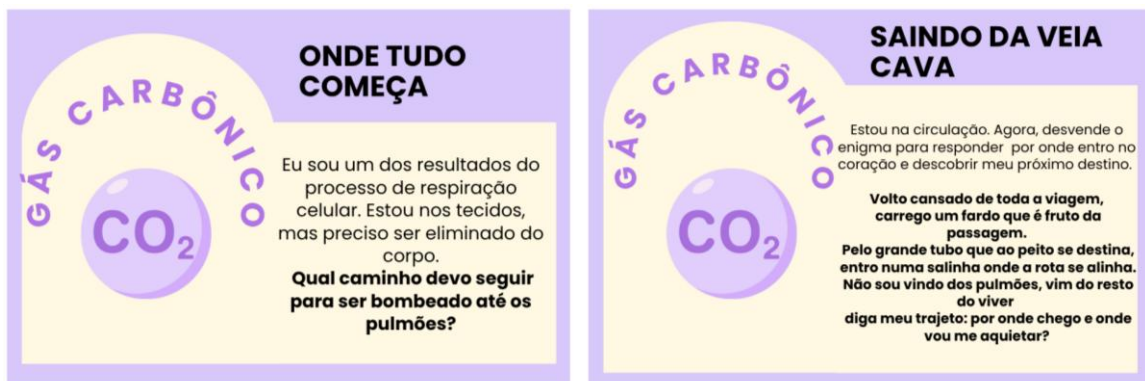 GÁS CARBÔNICO
CO₂
ONDE TUDO
COMEÇA
Eu sou um dos resultados do
processo de respiração
celular. Estou nos tecidos,
mas preciso ser eliminado do
corpo.
Qual caminho devo seguir
para ser bombeado até os
pulmões?
GÁS CARBÔNICO
CO₂
SAINDO DA VEIA
CAVA
Estou na circulação. Agora, desvende o
enigma para responder por onde entro no
coração e descobrir meu próximo destino.
Volto cansado de toda a viagem,
carrego um fardo que é fruto da
passagem.
Pelo grande tubo que ao peito se destina,
entro numa salinha onde a rota se alinha.
Não sou vindo dos pulmões, vim do resto
do viver
diga meu trajeto: por onde chego e onde
vou me aquietar?